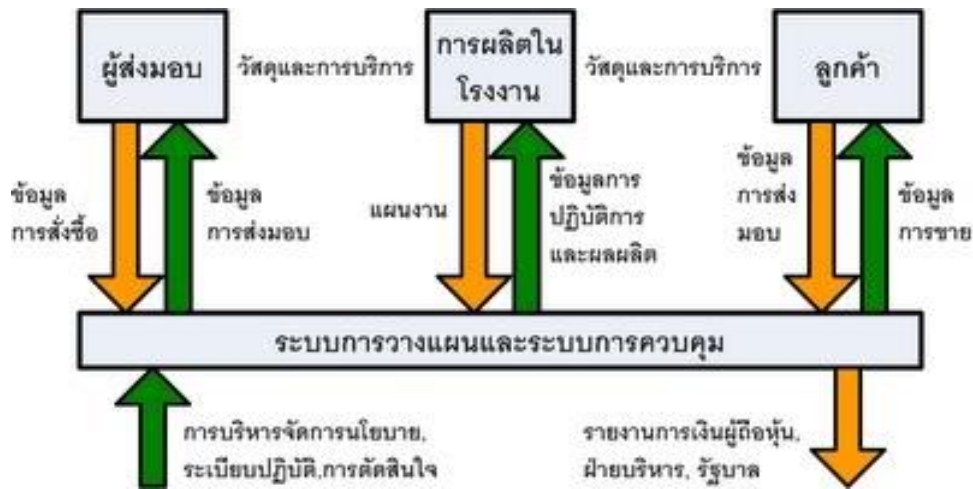 ผู้ส่งมอบ
วัสดุและการบริการ
การผลิตใน
โรงงาน
วัสดุและการบริการ
ลูกค้า
ข้อมูล
การสั่งซื้อ
ข้อมูล
การส่งมอบ
แผนงาน
ข้อมูลการ
ปฏิบัติการ
และผลผลิต
ข้อมูล
การส่ง
มอบ
ข้อมูล
การขาย
ระบบการวางแผนและระบบการควบคุม
การบริหารจัดการนโยบาย,
ระเบียบปฏิบัติ,การตัดสินใจ
รายงานการเงินผู้ถือหุ้น,
ฝ่ายบริหาร, รัฐบาล